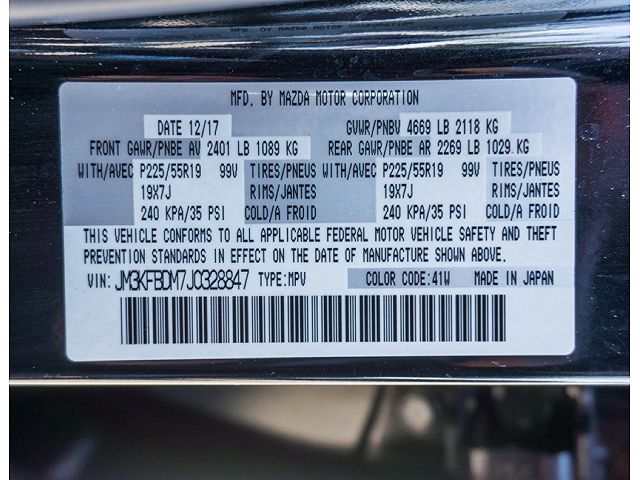 MFD. BY MAZDA MOTOR CORPORATION
DATE 12/17 GVWR/PNBV 4669 LB 2118 KG
FRONT GAWR/PNBE AV 2401 LB 1089 KG REAR GAWR/PNBE AR 2269 LB 1029 KG
WITH/AVEC P225/55R19 99V TIRES/PNEUS WITH/AVEC P225/55R19 99V TIRES/PNEUS
19X7J RIMS/JANTES 19X7J RIMS/JANTES
240 KPA/35 PSI COLD/A FROID 240 KPA/35 PSI COLD/A FROID
THIS VEHICLE CONFORMS TO ALL APPLICABLE FEDERAL MOTOR VEHICLE SAFETY AND THEFT
PREVENTION STANDARDS IN EFFECT ON THE DATE OF MANUFACTURE SHOWN ABOVE.
VIN: JM3KFBDM7J0328847 TYPE:MPV COLOR CODE:41W MADE IN JAPAN